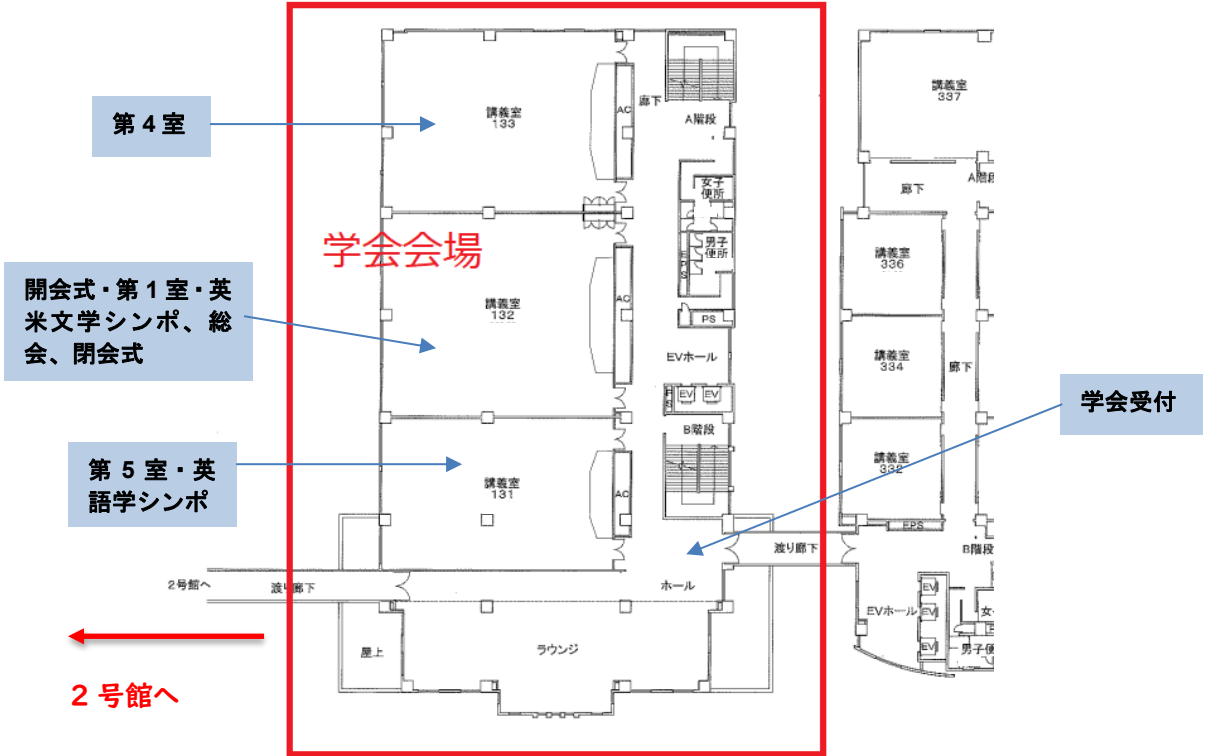 講義室
337
講義室
133
AC
廊下
A階段
第 4 室
廊下
A階段
女子
便所
学会会場
男子
便所
EPS
講義室
336
開会式・第 1 室・英
米文学シンポ、総
会、閉会式
講義室
132
AC
PS
EVホール
講義室
334
廊下
PS
EV
EV
学会受付
B階段
第 5 室・英
語学シンポ
講義室
131
AC
講義室
332
EPS
渡り廊下
B階段
2号館へ
渡り廊下
ホール
EVホール
EV
EV
EV
女
男子便
屋上
ラウンジ
2 号館へ